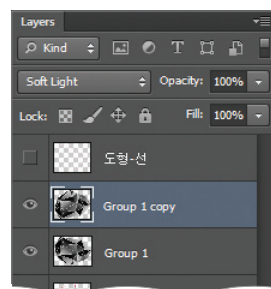 Layers
Kind
Soft Light Opacity: 100%
Lock: Fill: 100%
도형-선
Group 1 copy
Group 1